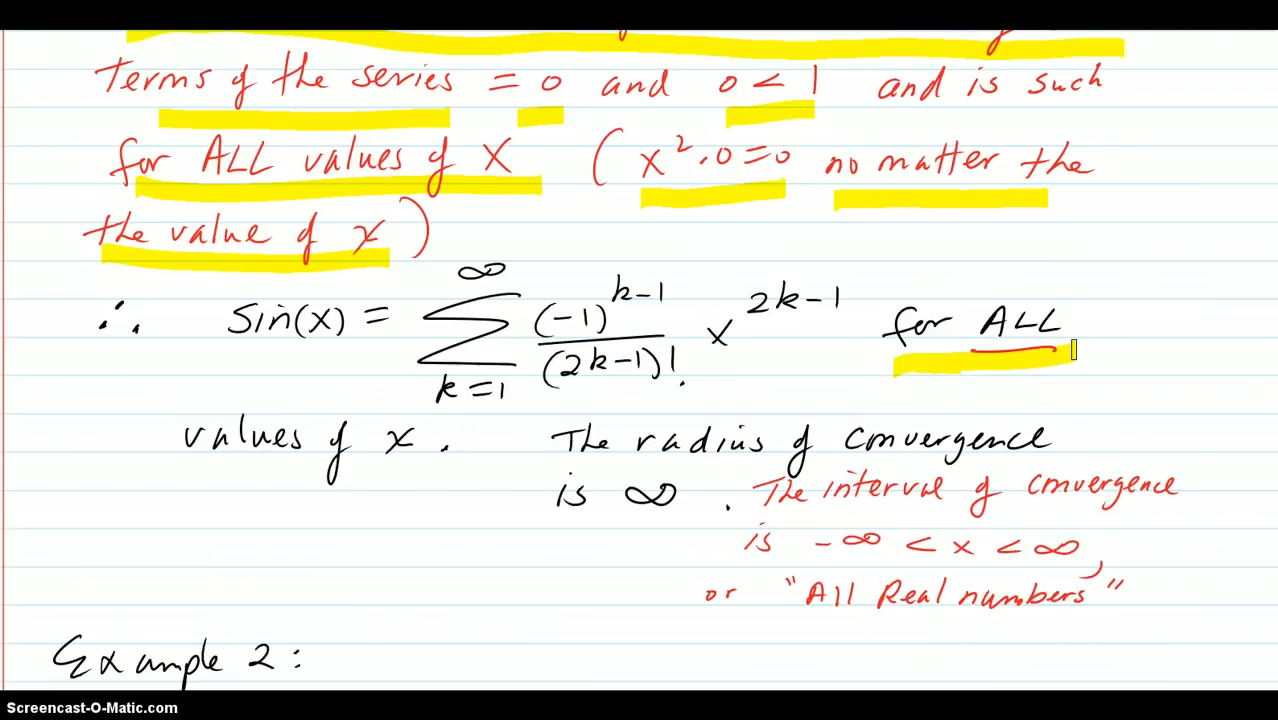 Terms of the series = 0 and 0 < 1 and is such
for ALL values of X ( x².0=0 no matter the
the value of x )
∴ Sin(x) = ∑_{k=1}^{∞} (-1)^{k-1}/(2k-1)! x^{2k-1} for ALL
values of x . The radius of convergence
is ∞ . The interval of convergence
is -∞ < x < ∞,
or "All Real numbers"
Example 2:
Screencast-O-Matic.com